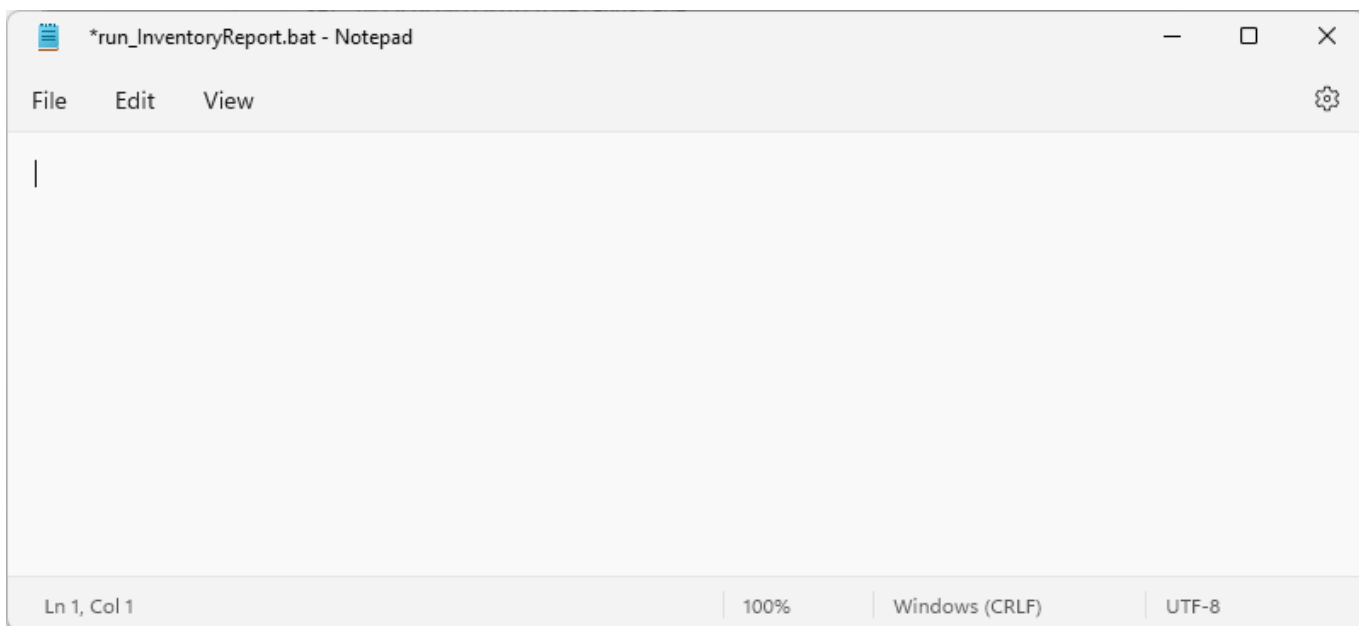 *run_InventoryReport.bat - Notepad
File Edit View
Ln 1, Col 1 100% Windows (CRLF) UTF-8